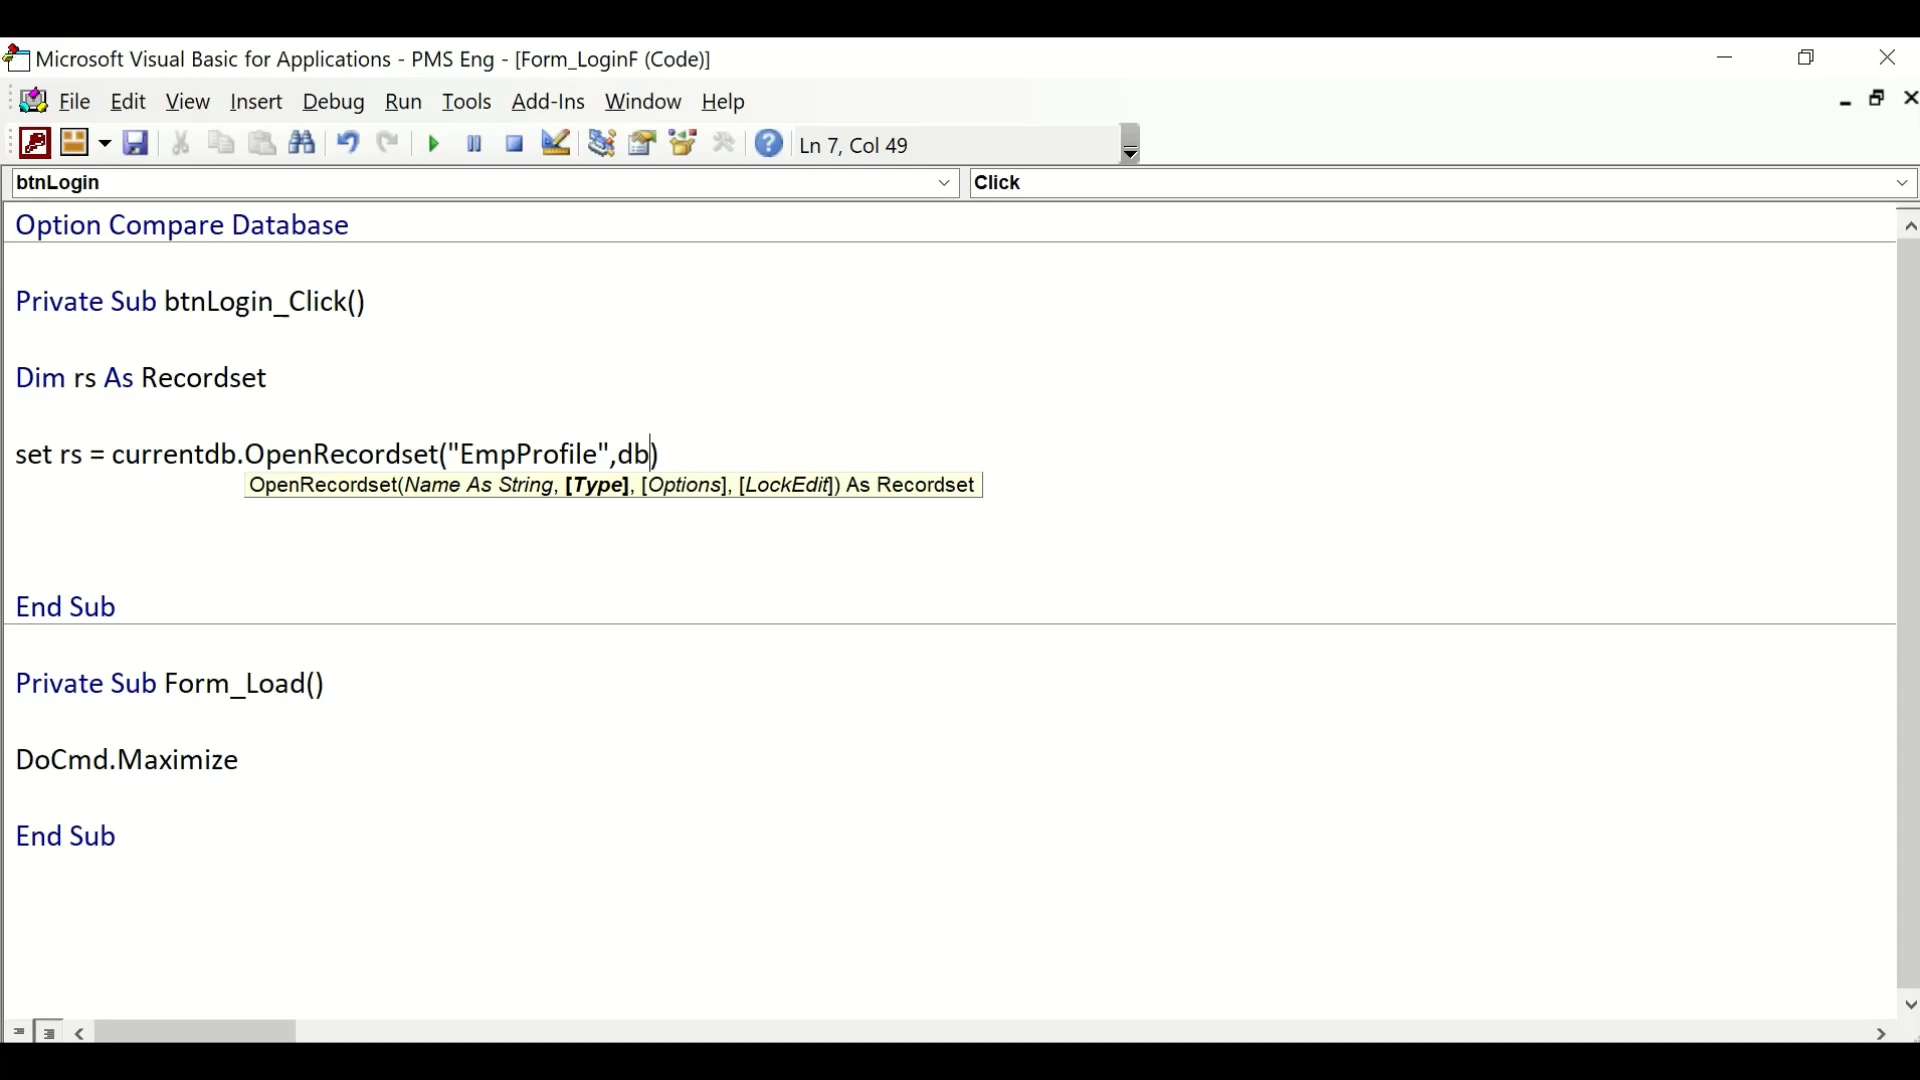 Microsoft Visual Basic for Applications - PMS Eng - [Form_LoginF (Code)]
File Edit View Insert Debug Run Tools Add-Ins Window Help
Ln 7, Col 49
btnLogin
Click
Option Compare Database
Private Sub btnLogin_Click()
Dim rs As Recordset
set rs = currentdb.OpenRecordset("EmpProfile",db)
OpenRecordset(Name As String, [Type], [Options], [LockEdit]) As Recordset
End Sub
Private Sub Form_Load()
DoCmd.Maximize
End Sub